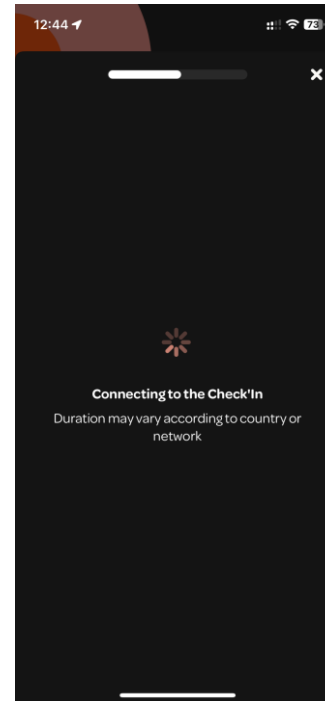 12:44
73
Connecting to the Check'In
Duration may vary according to country or
network